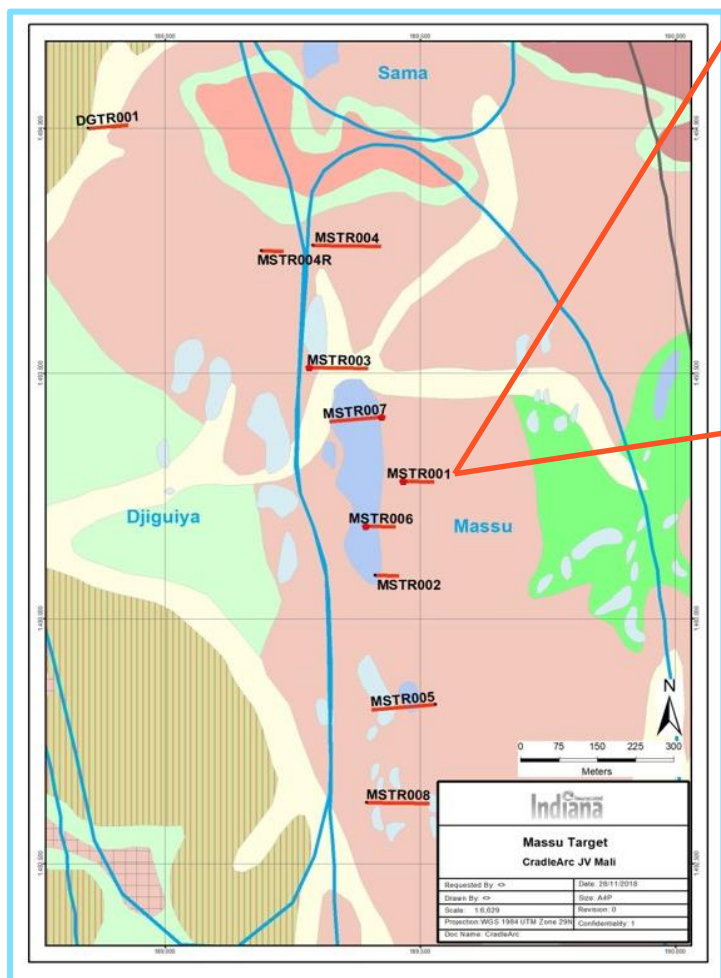 Sama
DGTR001
MSTR004
MSTR004R
MSTR003
MSTR007
MSTR001
Djiguiya
MSTR006
Massu
MSTR002
MSTR005
MSTR008
N
0 75 150 225 300
Meters
Indiana
Massu Target
CradleArc JV Mali
Requested By: <>
Date: 28/11/2018
Drawn By: <>
Size: A4P
Scale: 1:6,029
Revision: 0
Projection: WGS 1984 UTM Zone 29N
Confidentiality: 1
Doc Name: CradleArc